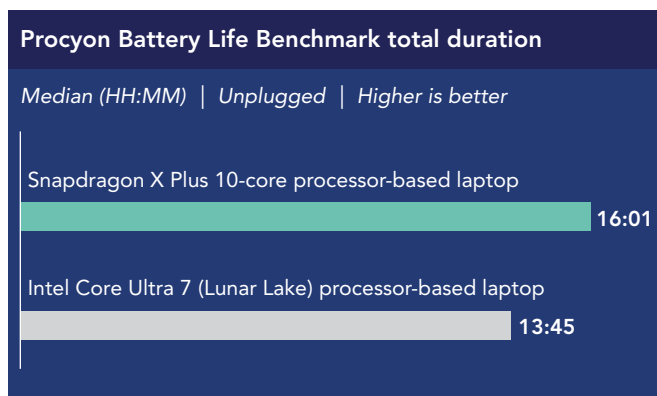 Procyon Battery Life Benchmark total duration
Median (HH:MM) | Unplugged | Higher is better
Snapdragon X Plus 10-core processor-based laptop
16:01
Intel Core Ultra 7 (Lunar Lake) processor-based laptop
13:45